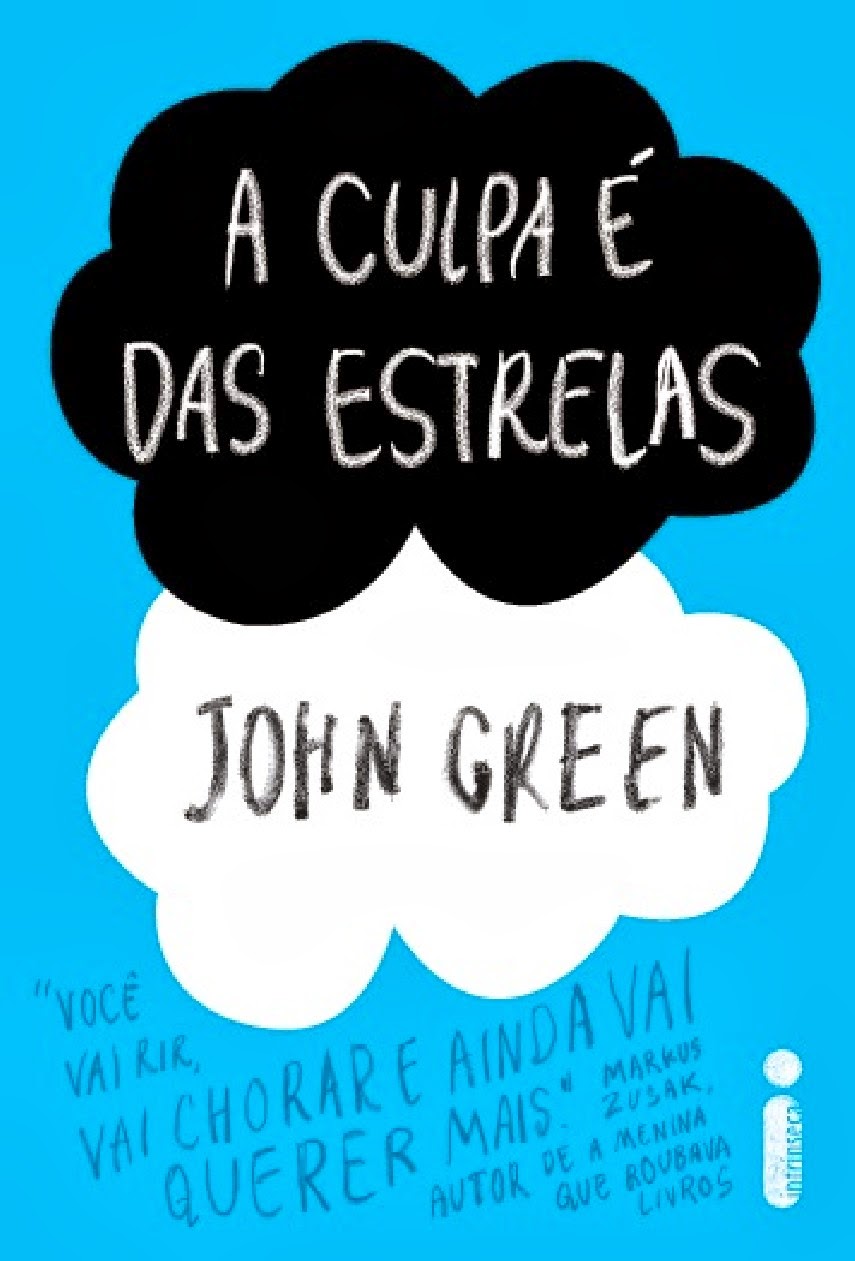 A CULPA É
DAS ESTRELAS
JOHN GREEN
"VOCÊ
VAI RIR,
VAI CHORAR E AINDA VAI
QUERER MAIS."
MARKUS
ZUSAK,
AUTOR DE A MENINA
QUE ROUBAVA
LIVROS
intrínseca